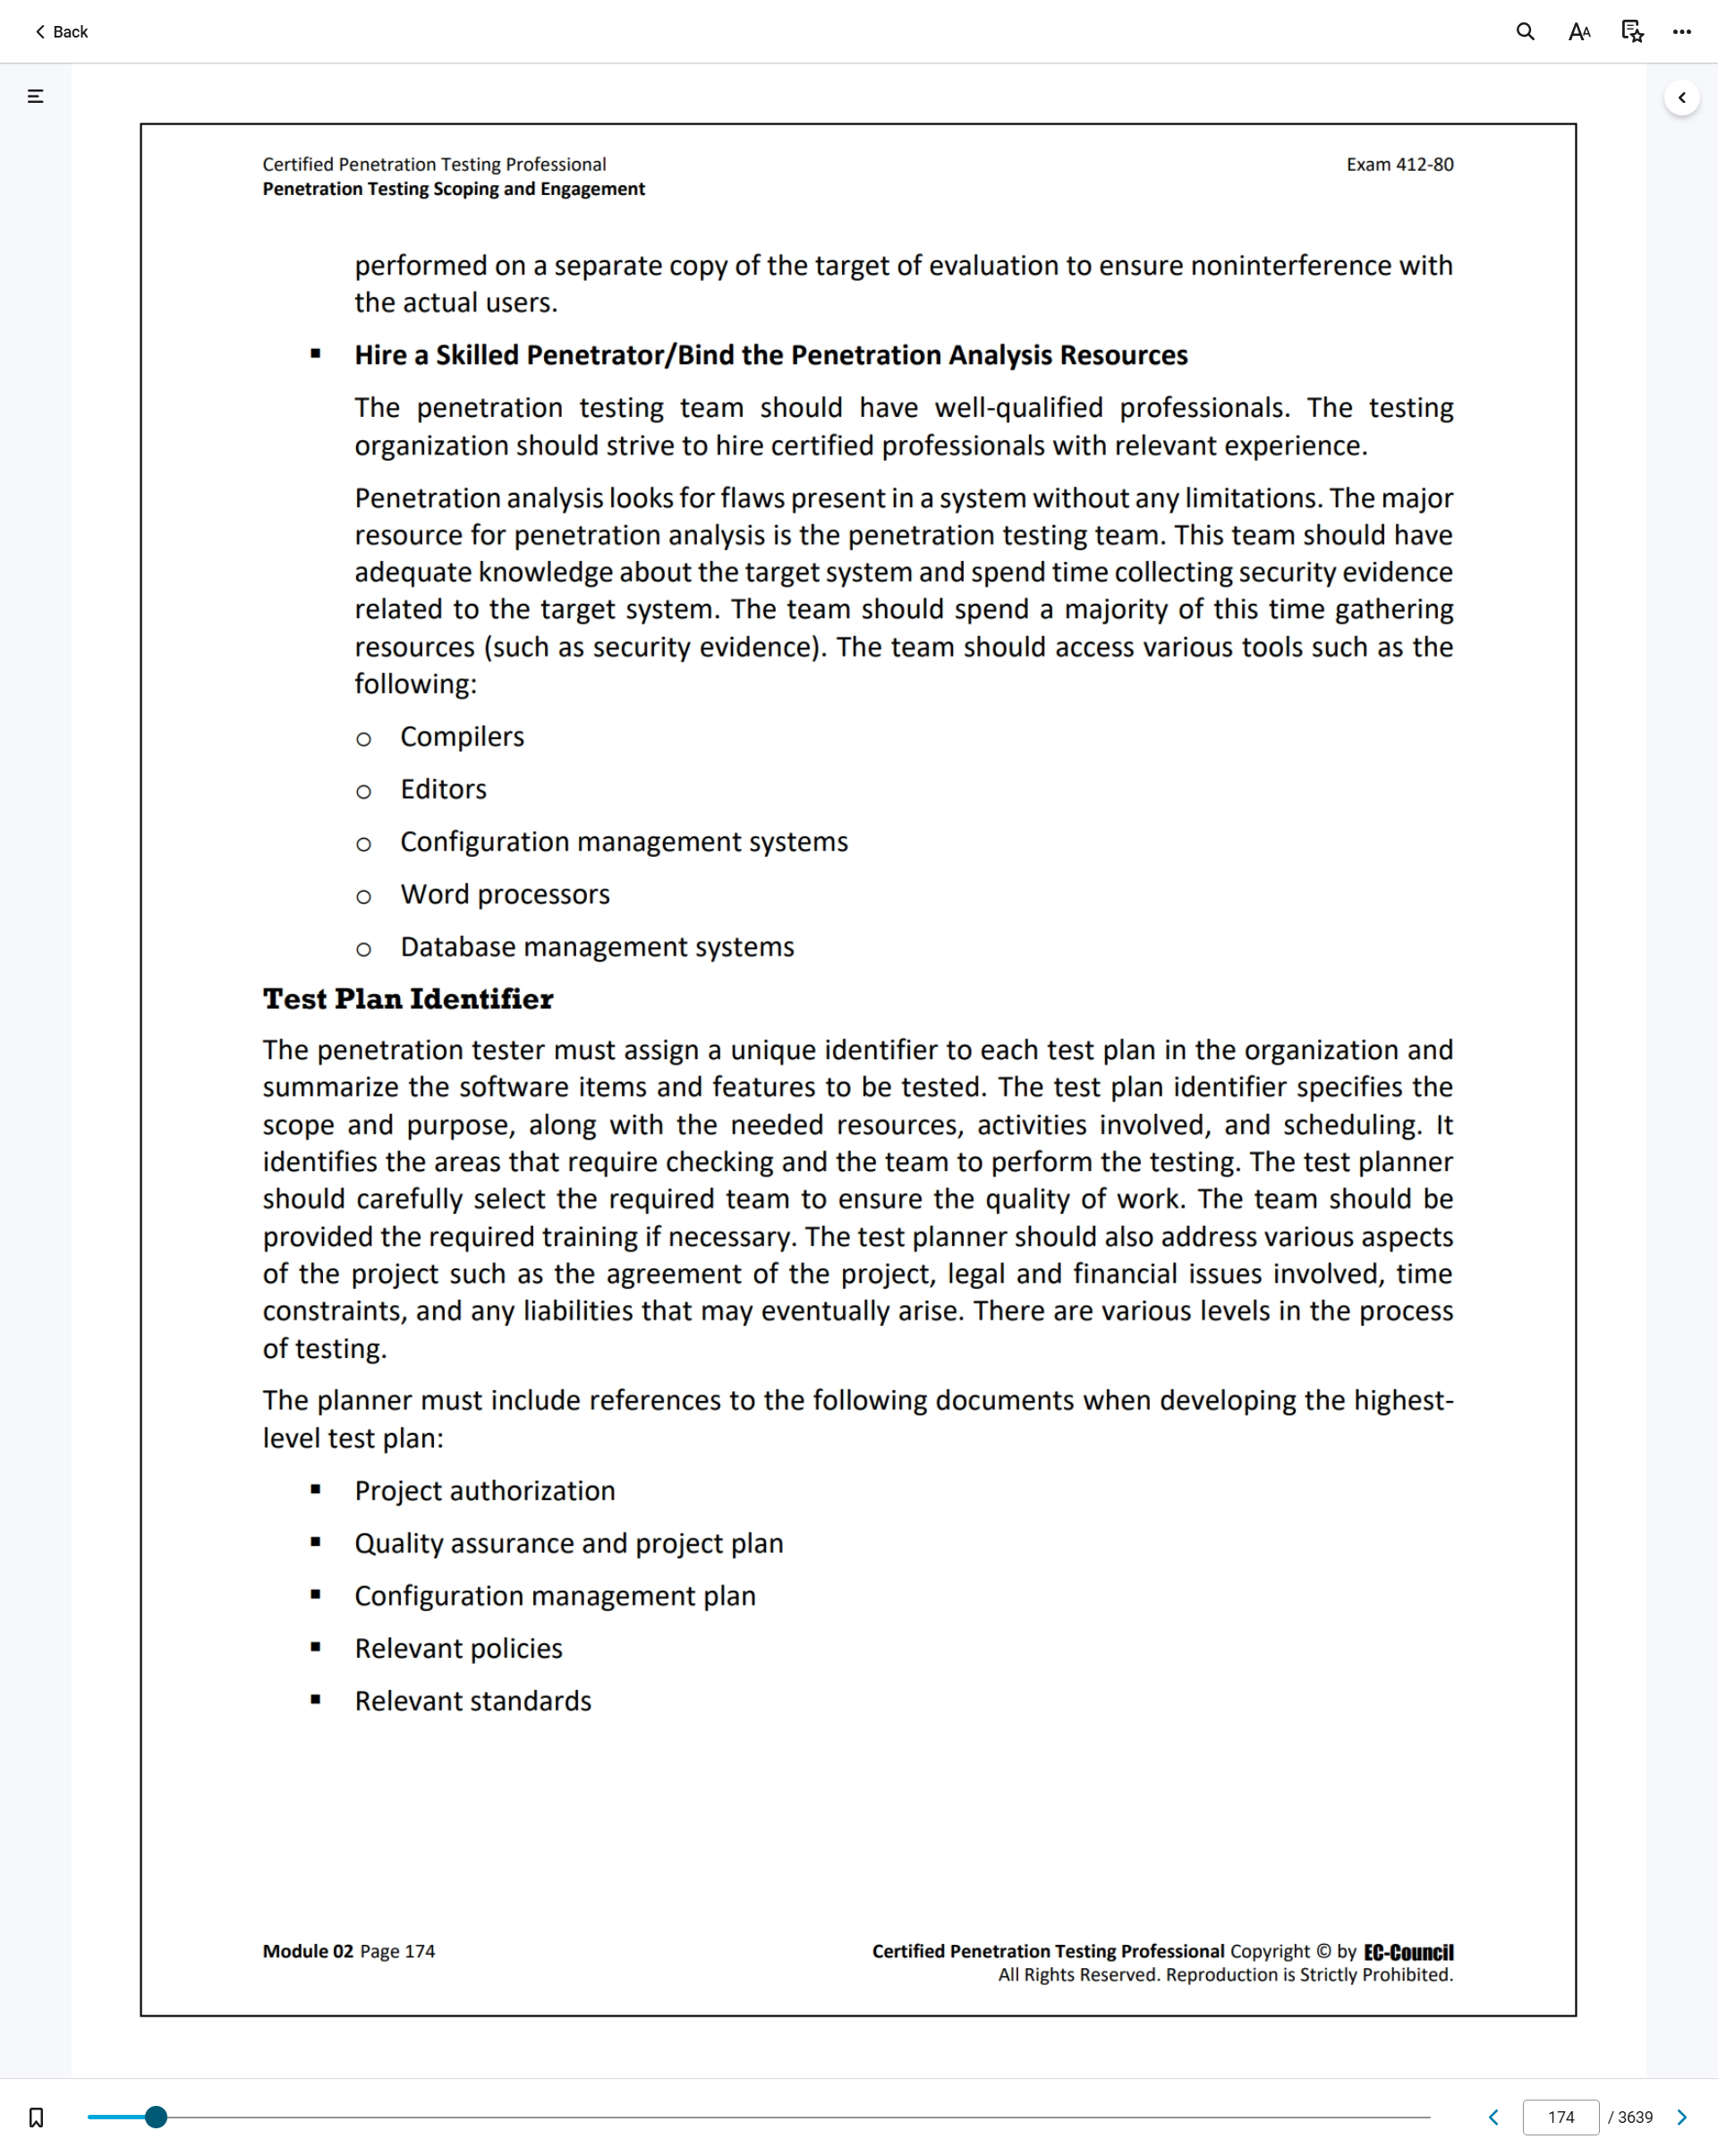 Back
Certified Penetration Testing Professional
Exam 412-80
Penetration Testing Scoping and Engagement
performed on a separate copy of the target of evaluation to ensure noninterference with
the actual users.
▪ Hire a Skilled Penetrator/Bind the Penetration Analysis Resources
The penetration testing team should have well-qualified professionals. The testing
organization should strive to hire certified professionals with relevant experience.
Penetration analysis looks for flaws present in a system without any limitations. The major
resource for penetration analysis is the penetration testing team. This team should have
adequate knowledge about the target system and spend time collecting security evidence
related to the target system. The team should spend a majority of this time gathering
resources (such as security evidence). The team should access various tools such as the
following:
o Compilers
o Editors
o Configuration management systems
o Word processors
o Database management systems
Test Plan Identifier
The penetration tester must assign a unique identifier to each test plan in the organization and
summarize the software items and features to be tested. The test plan identifier specifies the
scope and purpose, along with the needed resources, activities involved, and scheduling. It
identifies the areas that require checking and the team to perform the testing. The test planner
should carefully select the required team to ensure the quality of work. The team should be
provided the required training if necessary. The test planner should also address various aspects
of the project such as the agreement of the project, legal and financial issues involved, time
constraints, and any liabilities that may eventually arise. There are various levels in the process
of testing.
The planner must include references to the following documents when developing the highest-
level test plan:
▪ Project authorization
▪ Quality assurance and project plan
▪ Configuration management plan
▪ Relevant policies
▪ Relevant standards
Module 02 Page 174
Certified Penetration Testing Professional Copyright © by EC-Council
All Rights Reserved. Reproduction is Strictly Prohibited.
174 / 3639